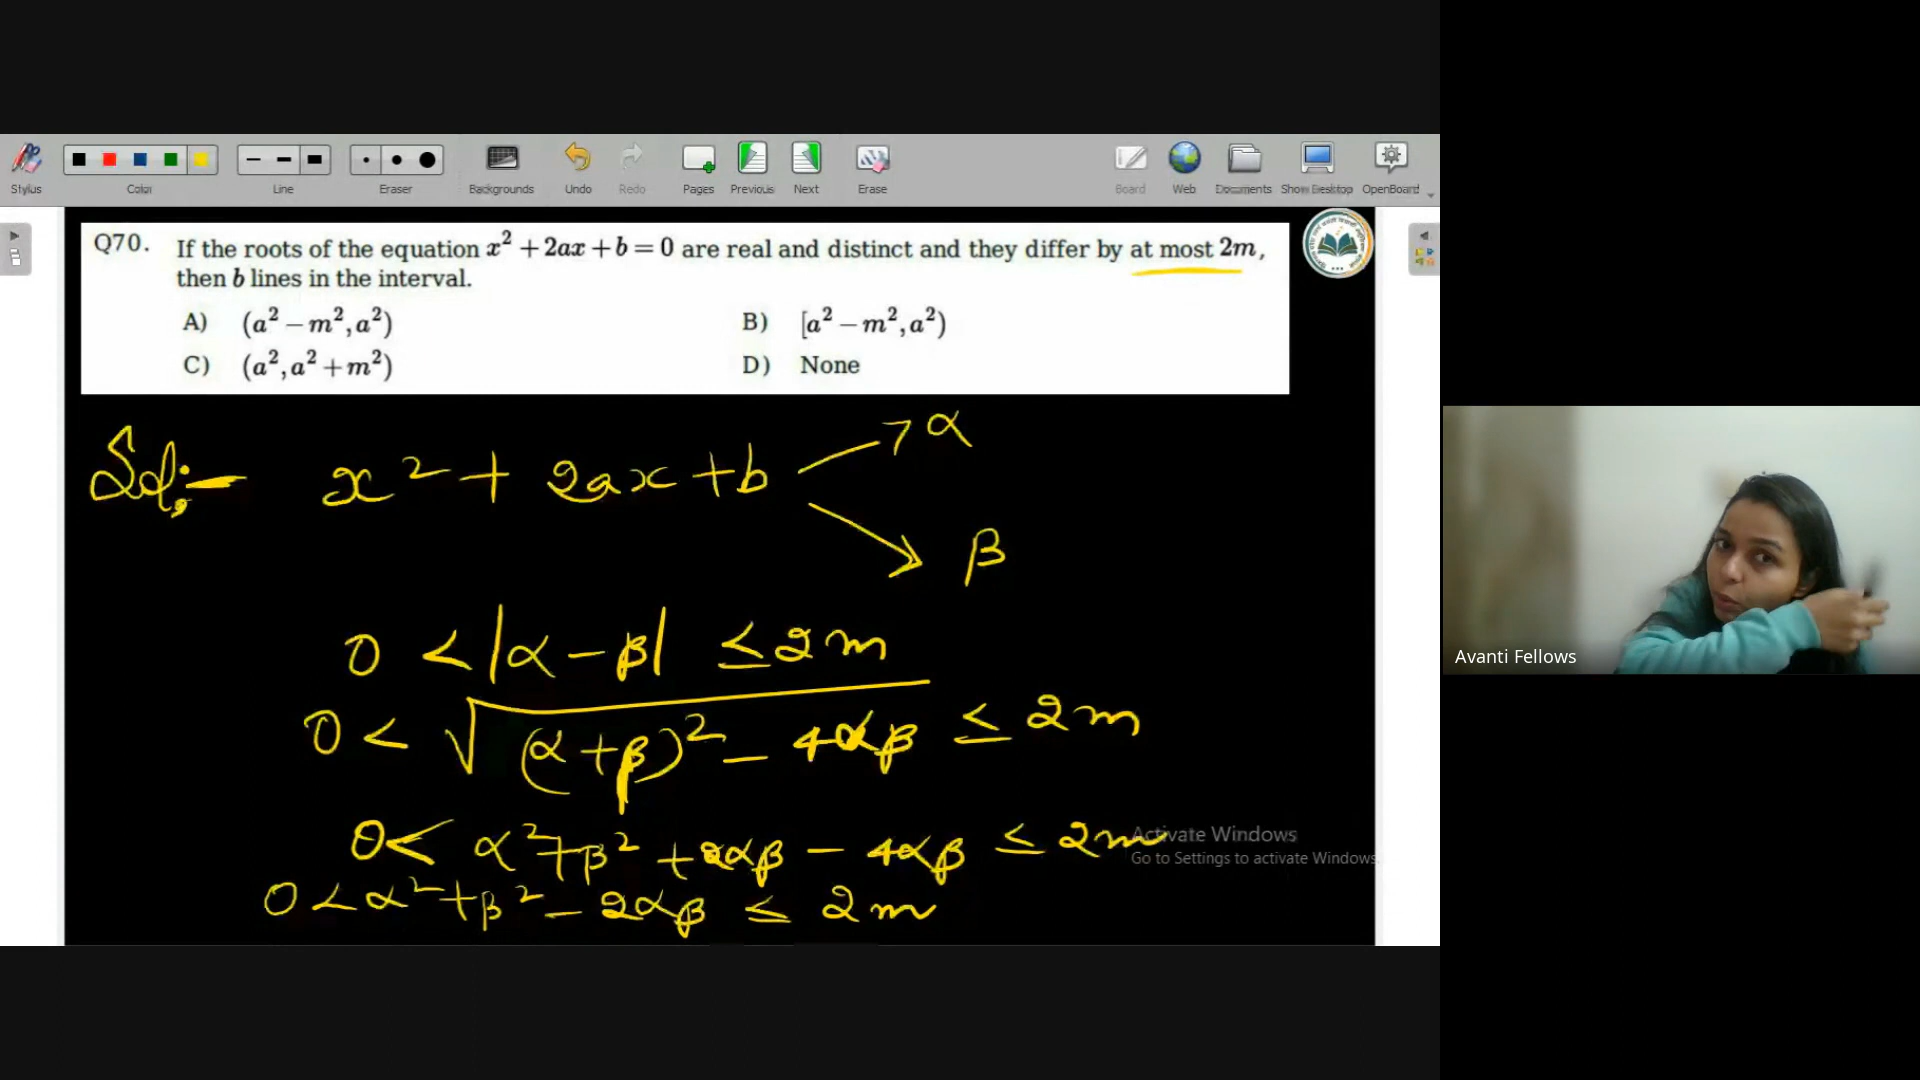 Stylus Color Line Eraser Backgrounds Undo Redo Pages Previous Next Erase Board Web Documents Show Desktop OpenBoard
Q70. If the roots of the equation x² + 2ax + b = 0 are real and distinct and they differ by at most 2m,
then b lines in the interval.
A) (a² − m², a²) B) [a² − m², a²)
C) (a², a² + m²) D) None
Sol:- x² + 2ax + b → α
→ β
0 < |α − β| ≤ 2m
0 < √(α + β)² − 4αβ ≤ 2m
0 < α² + β² + 2αβ − 4αβ ≤ 2m
0 < α² + β² − 2αβ ≤ 2m
Activate Windows
Go to Settings to activate Windows.
Avanti Fellows